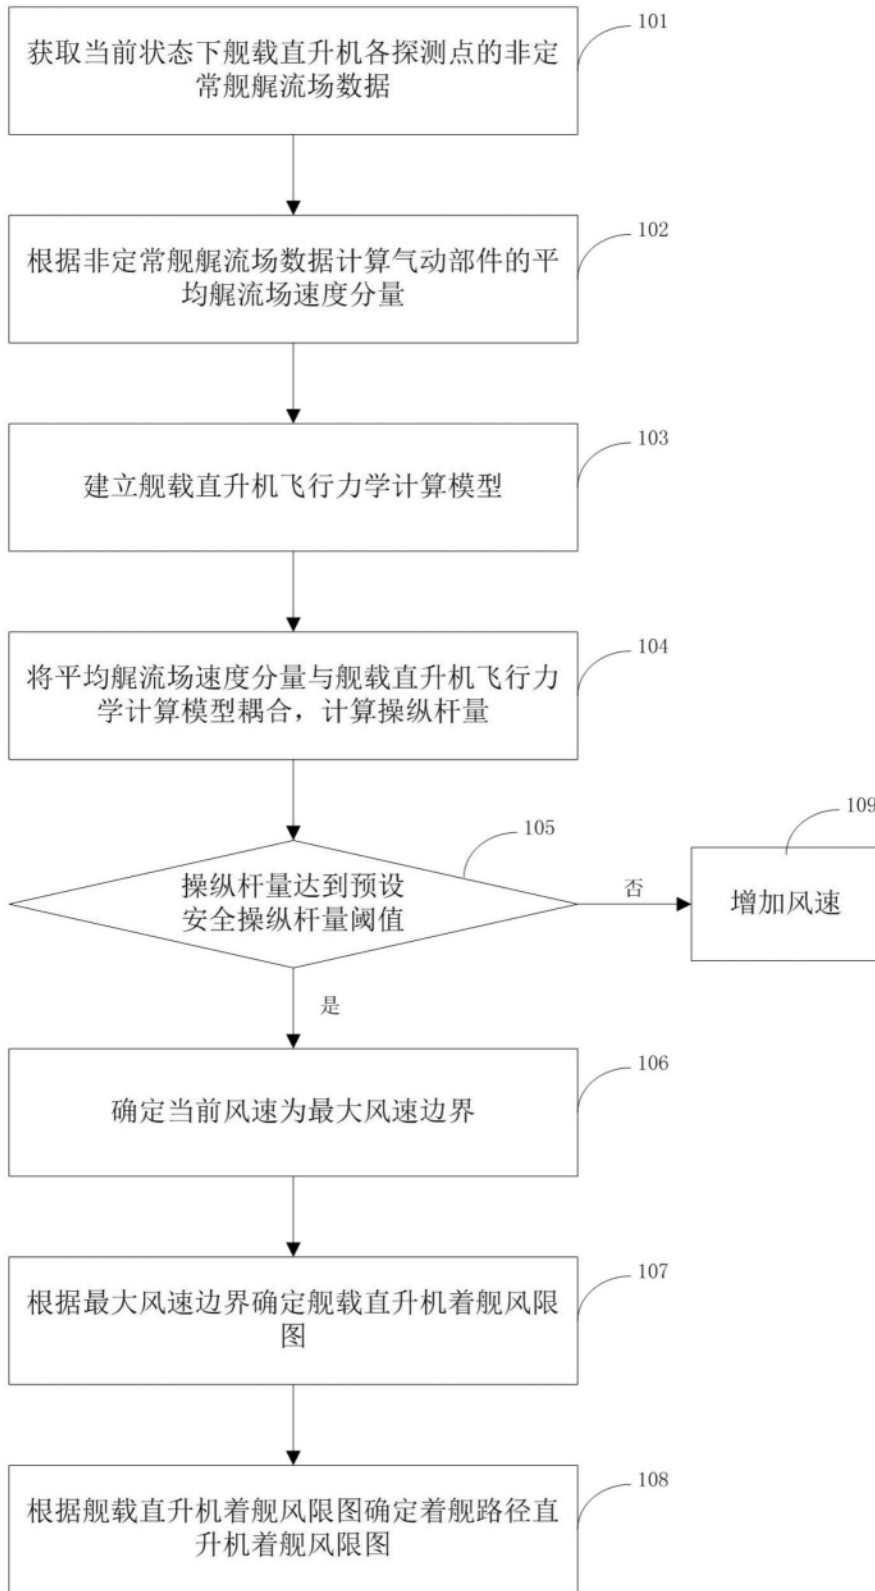 101
获取当前状态下舰载直升机各探测点的非定
常舰艉流场数据
102
根据非定常舰艉流场数据计算气动部件的平
均艉流场速度分量
103
建立舰载直升机飞行力学计算模型
104
将平均艉流场速度分量与舰载直升机飞行力
学计算模型耦合，计算操纵杆量
105
操纵杆量达到预设
安全操纵杆量阈值
否
109
增加风速
是
106
确定当前风速为最大风速边界
107
根据最大风速边界确定舰载直升机着舰风限
图
108
根据舰载直升机着舰风限图确定着舰路径直
升机着舰风限图